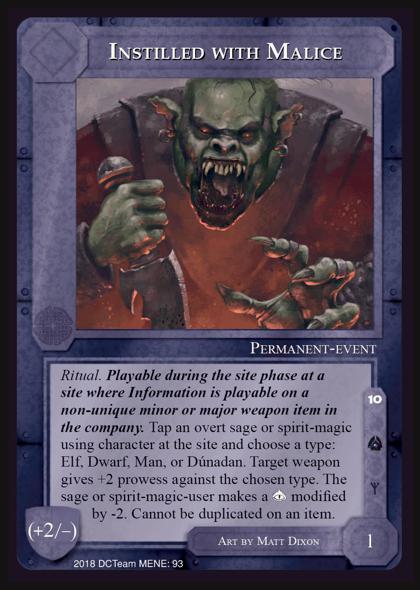 INSTILLED WITH MALICE
PERMANENT-EVENT
Ritual. Playable during the site phase at a
site where Information is playable on a
non-unique minor or major weapon item in
the company. Tap an overt sage or spirit-magic
using character at the site and choose a type:
Elf, Dwarf, Man, or Dúnadan. Target weapon
gives +2 prowess against the chosen type. The
sage or spirit-magic-user makes a modified
by -2. Cannot be duplicated on an item.
10
(+2/–)
ART BY MATT DIXON
1
2018 DCTeam MENE: 93